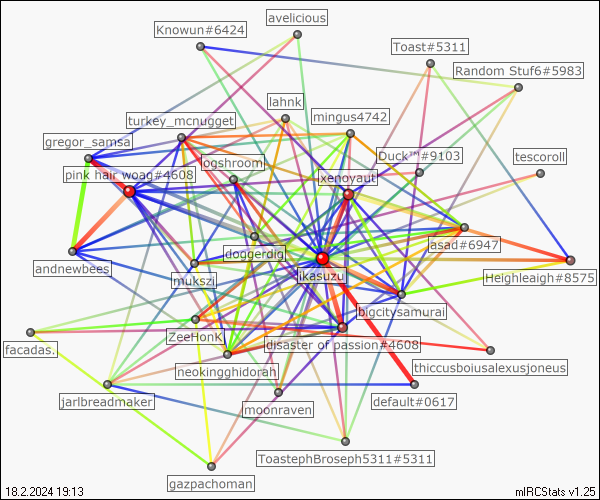 avelicious
Knowun#6424
Toast#5311
Random Stuf6#5983
lahnk
mingus4742
turkey_mcnugget
gregor_samsa
Duck™#9103
tescoroll
ogshroom
pink hair woag#4608
xenoyaut
asad#6947
doggerdig
andnewbees
ikasuzu
Heighleaigh#8575
mukszi
bigcitysamurai
ZeeHonK
disaster of passion#4608
facadas.
thiccusboiusalexusjoneus
neokingghidorah
jarlbreadmaker
default#0617
moonraven
ToastephBroseph5311#5311
gazpachoman
18.2.2024 19:13
mIRCStats v1.25